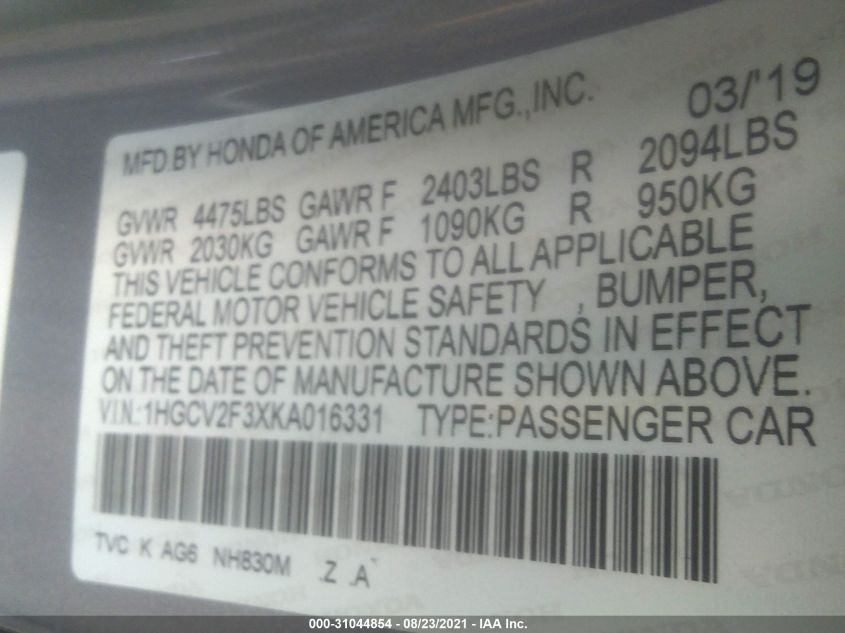 MFD.BY HONDA OF AMERICA MFG.,INC. 03/'19
GVWR 4475LBS GAWR F 2403LBS R 2094LBS
GVWR 2030KG GAWR F 1090KG R 950KG
THIS VEHICLE CONFORMS TO ALL APPLICABLE
FEDERAL MOTOR VEHICLE SAFETY , BUMPER,
AND THEFT PREVENTION STANDARDS IN EFFECT
ON THE DATE OF MANUFACTURE SHOWN ABOVE.
V.I.N.:1HGCV2F3XKA016331 TYPE:PASSENGER CAR
TVC K AG6 NH830M .Z .A
000-31044854 - 08/23/2021 - IAA Inc.